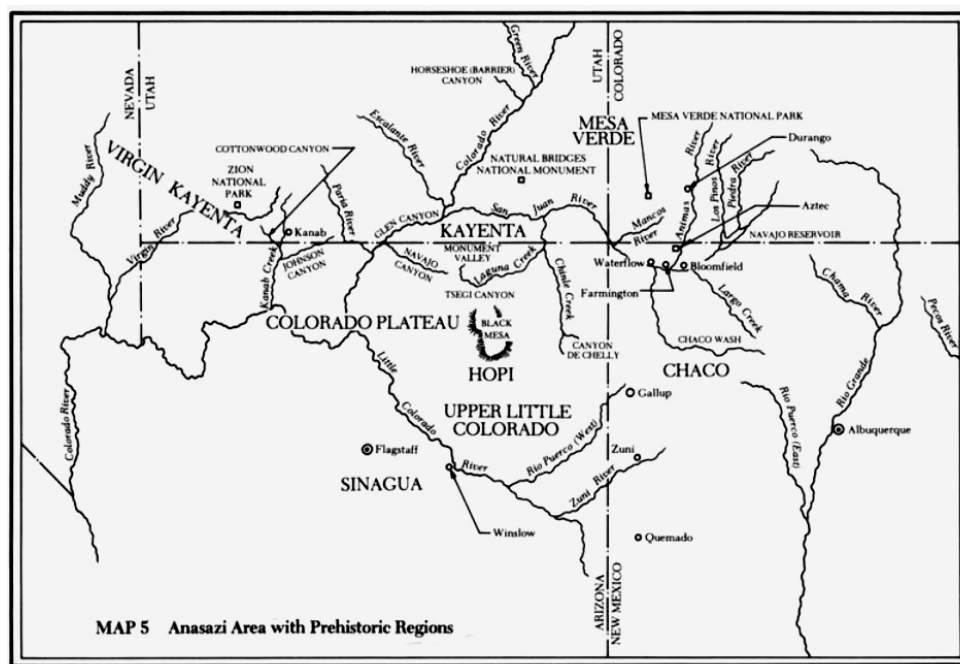 Green River
HORSESHOE (BARRIER)
CANYON
NEVADA
UTAH
UTAH
COLORADO
MESA VERDE NATIONAL PARK
MESA
VERDE
Durango
Muddy River
VIRGIN KAYENTA
COTTONWOOD CANYON
ZION
NATIONAL
PARK
Escalante River
Colorado River
NATURAL BRIDGES
NATIONAL MONUMENT
Animas River
Los Pinos River
Piedra River
Aztec
Paria River
GLEN CANYON
San Juan River
Mancos River
Virgin River
Kanab
KAYENTA
NAVAJO RESERVOIR
JOHNSON
CANYON
Kanab Creek
NAVAJO
CANYON
MONUMENT
VALLEY
Laguna Creek
TSEGI CANYON
Chinle Creek
Waterflow
Bloomfield
Farmington
Largo Creek
Chama River
Pecos River
COLORADO PLATEAU
BLACK
MESA
HOPI
CANYON
DE CHELLY
CHACO WASH
CHACO
Little Colorado River
Colorado River
UPPER LITTLE
COLORADO
Gallup
Rio Puerco (West)
Rio Puerco (East)
Rio Grande
Albuquerque
Flagstaff
SINAGUA
Zuni
Zuni River
Winslow
Quemado
ARIZONA
NEW MEXICO
MAP 5 Anasazi Area with Prehistoric Regions